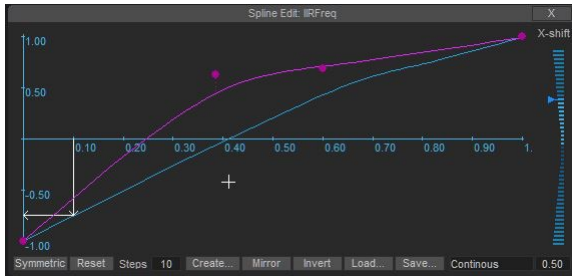 Spline Edit: IIRFreq X
1.00 X-shift
0.50
0.10 0.20 0.30 0.40 0.50 0.60 0.70 0.80 0.90 1.
-0.50
-1.00
Symmetric Reset Steps 10 Create... Mirror Invert Load... Save... Continous 0.50